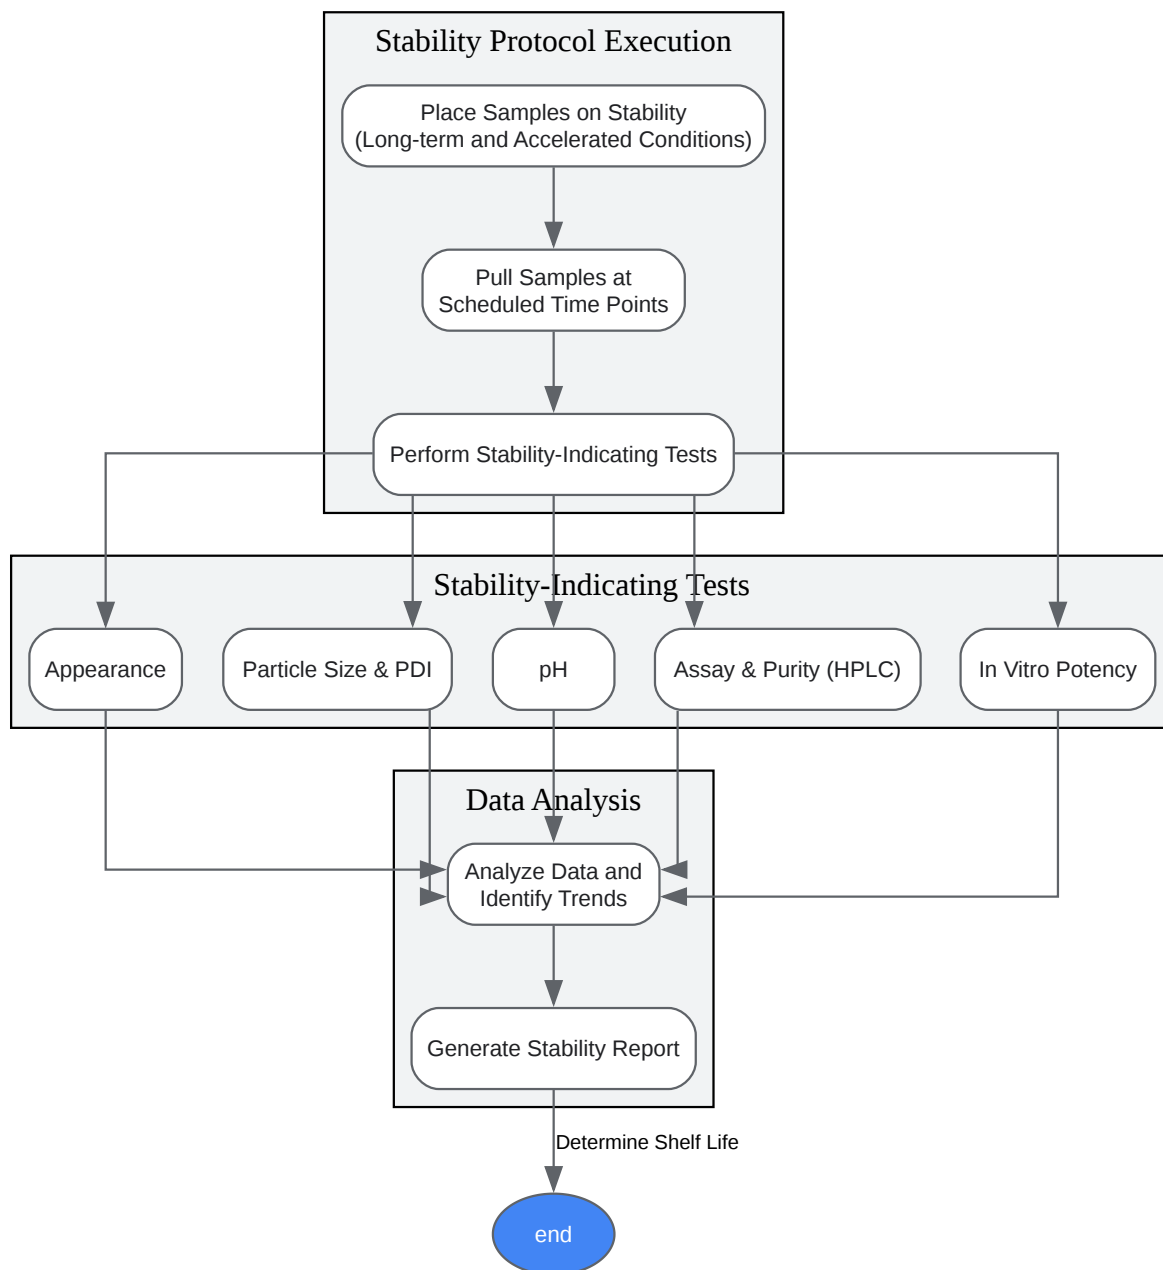 Stability Protocol Execution
Place Samples on Stability
(Long-term and Accelerated Conditions)
Pull Samples at
Scheduled Time Points
Perform Stability-Indicating Tests
Stability-Indicating Tests
Appearance
Particle Size & PDI
pH
Assay & Purity (HPLC)
In Vitro Potency
Data Analysis
Analyze Data and
Identify Trends
Generate Stability Report
Determine Shelf Life
end